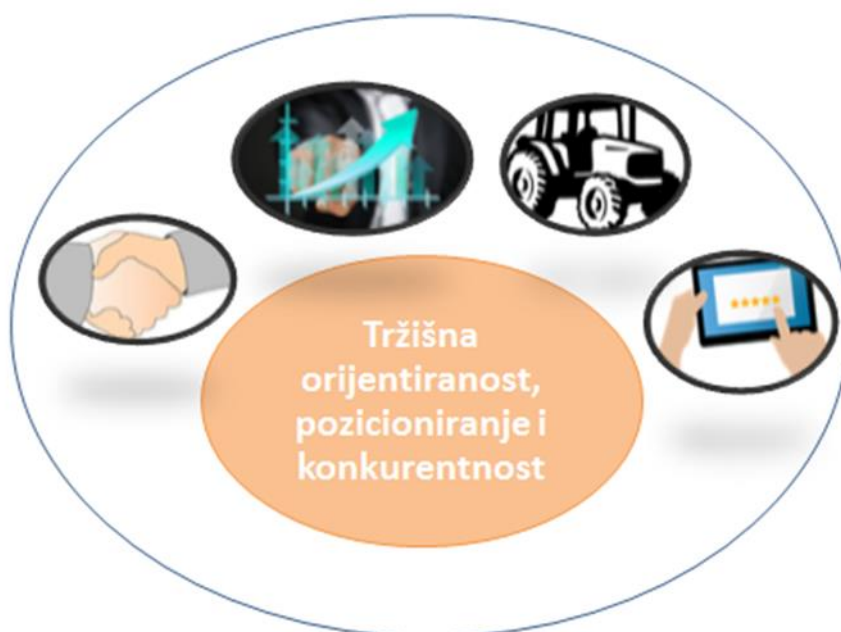 Tržišna
orijentiranost,
pozicioniranje i
konkurentnost